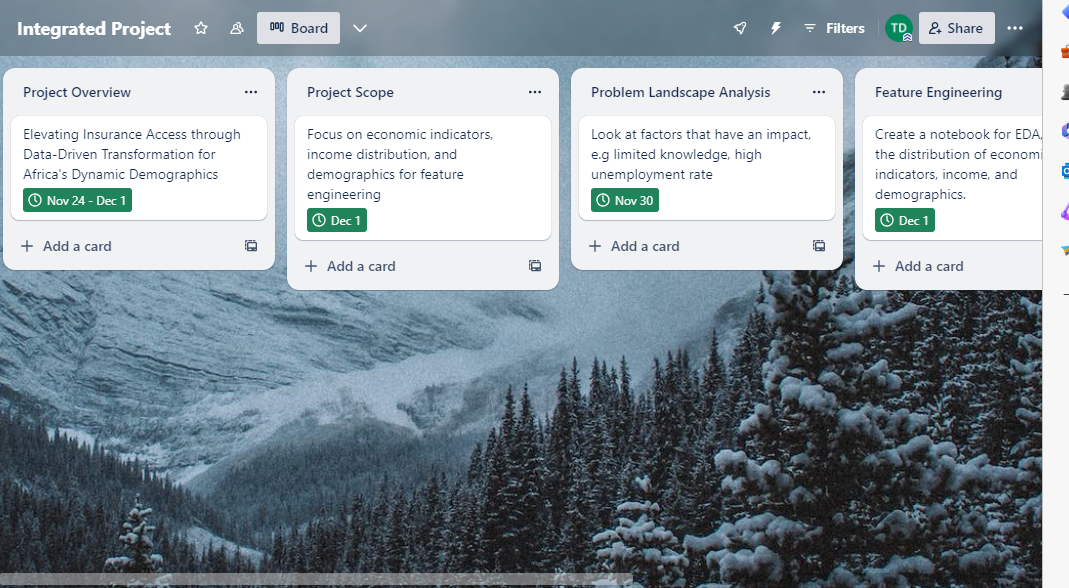 Integrated Project
Board
Filters
TD
Share
Project Overview
Elevating Insurance Access through
Data-Driven Transformation for
Africa's Dynamic Demographics
Nov 24 - Dec 1
Add a card
Project Scope
Focus on economic indicators,
income distribution, and
demographics for feature
engineering
Dec 1
Add a card
Problem Landscape Analysis
Look at factors that have an impact,
e.g limited knowledge, high
unemployment rate
Nov 30
Add a card
Feature Engineering
Create a notebook for EDA,
the distribution of
indicators, income, and
demographics.
Dec 1
Add a card